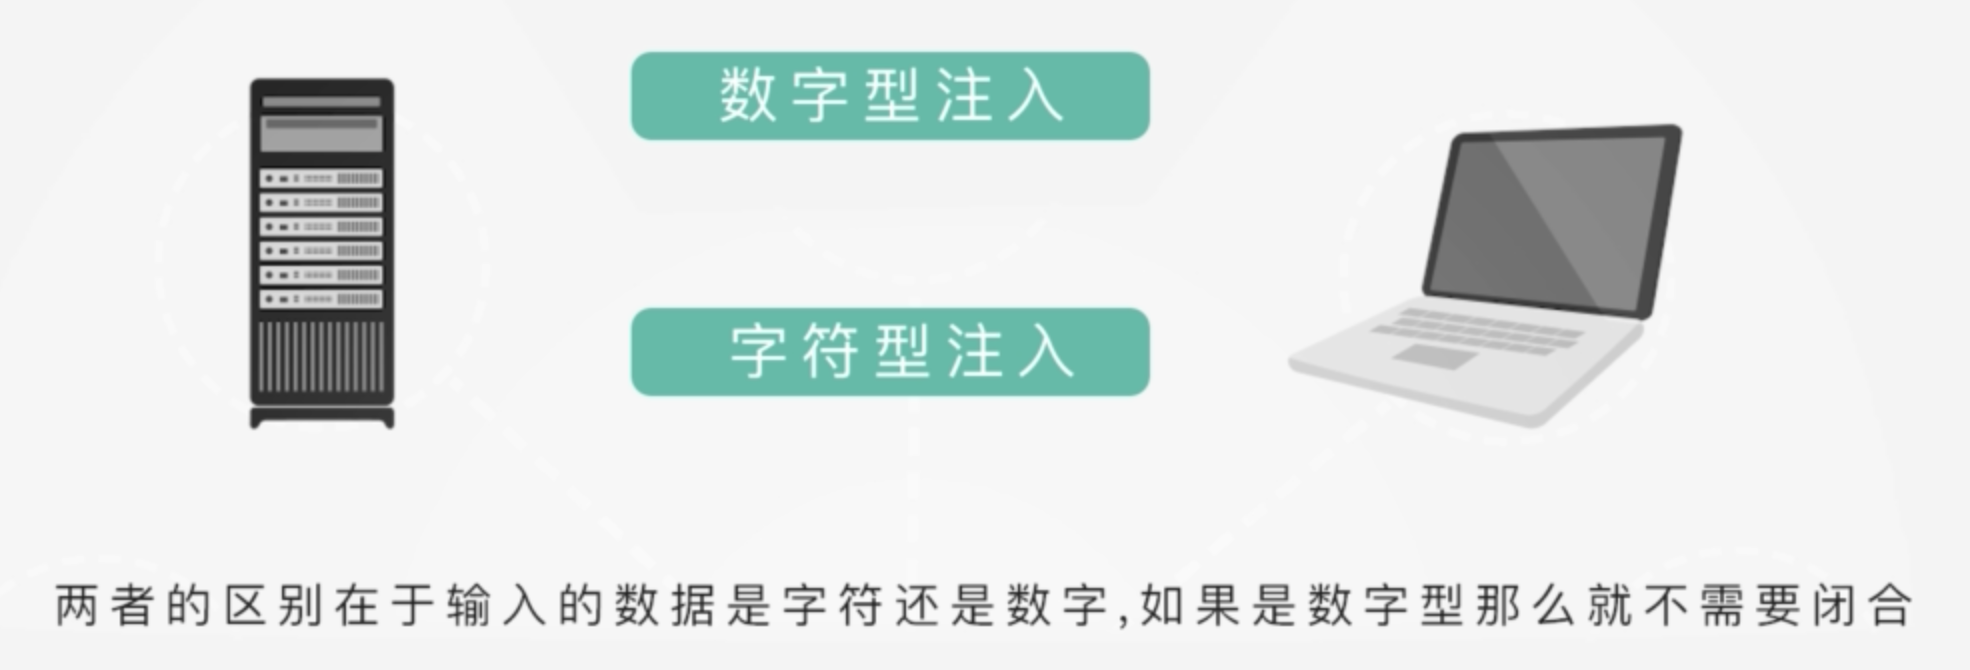 数字型注入
字符型注入
两者的区别在于输入的数据是字符还是数字,如果是数字型那么就不需要闭合